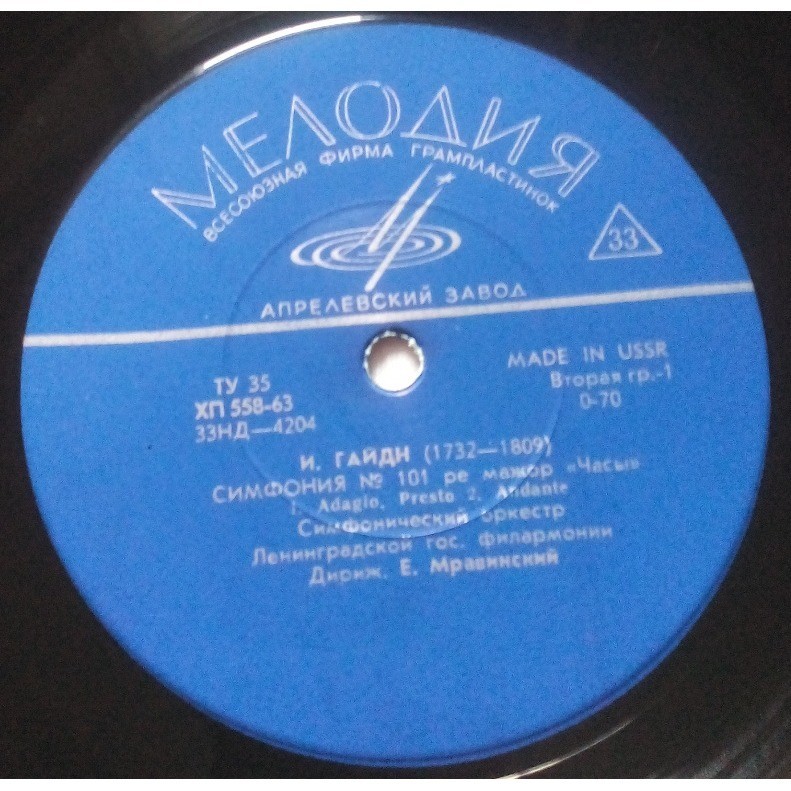 МЕЛОДИЯ
ВСЕСОЮЗНАЯ ФИРМА ГРАМПЛАСТИНОК
33
АПРЕЛЕВСКИЙ ЗАВОД
ТУ 35
ХП 558-63
33НД—4204
MADE IN USSR
Вторая гр.-1
0-70
И. ГАЙДН (1732—1809)
СИМФОНИЯ № 101 ре мажор «Часы»
1. Adagio, Presto 2. Andante
Симфонический оркестр
Ленинградской гос. филармонии
Дириж. Е. Мравинский